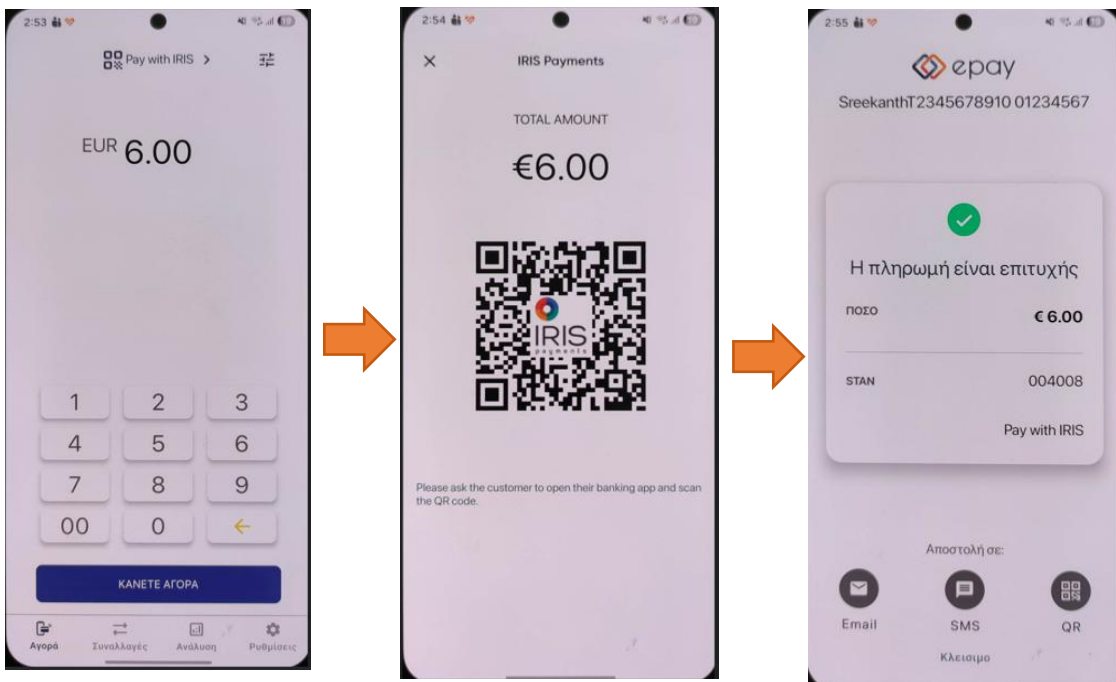 2:53
Pay with IRIS >
EUR 6.00
1 2 3
4 5 6
7 8 9
00 0
ΚΑΝΕΤΕ ΑΓΟΡΑ
Αγορά Συναλλαγές Ανάλυση Ρυθμίσεις
2:54
IRIS Payments
TOTAL AMOUNT
€6.00
IRIS
payments
Please ask the customer to open their banking app and scan
the QR code.
2:55
epay
SreekanthT2345678910 01234567
Η πληρωμή είναι επιτυχής
ΠΟΣΟ € 6.00
STAN 004008
Pay with IRIS
Αποστολή σε:
Email SMS QR
Κλεισιμο